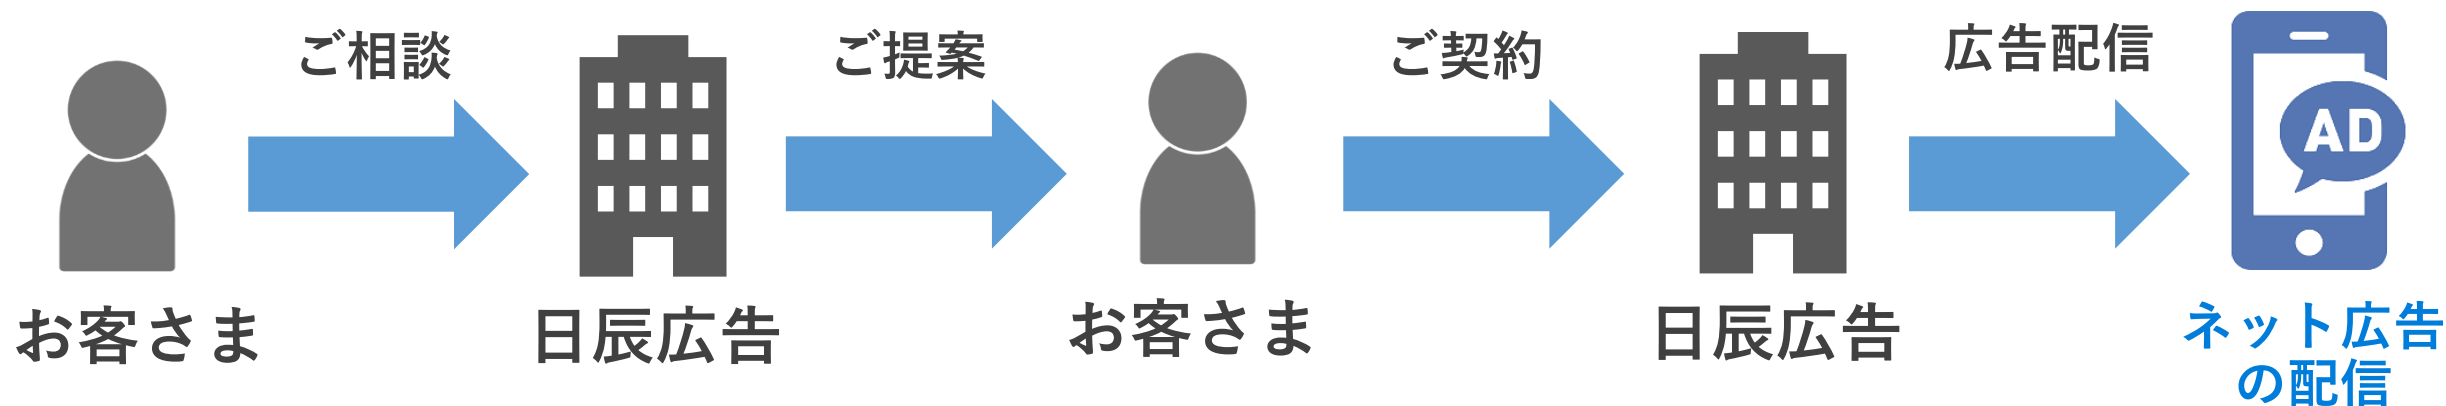 ご相談
ご提案
ご契約
広告配信
AD
お客さま
日辰広告
お客さま
日辰広告
ネット広告
の配信